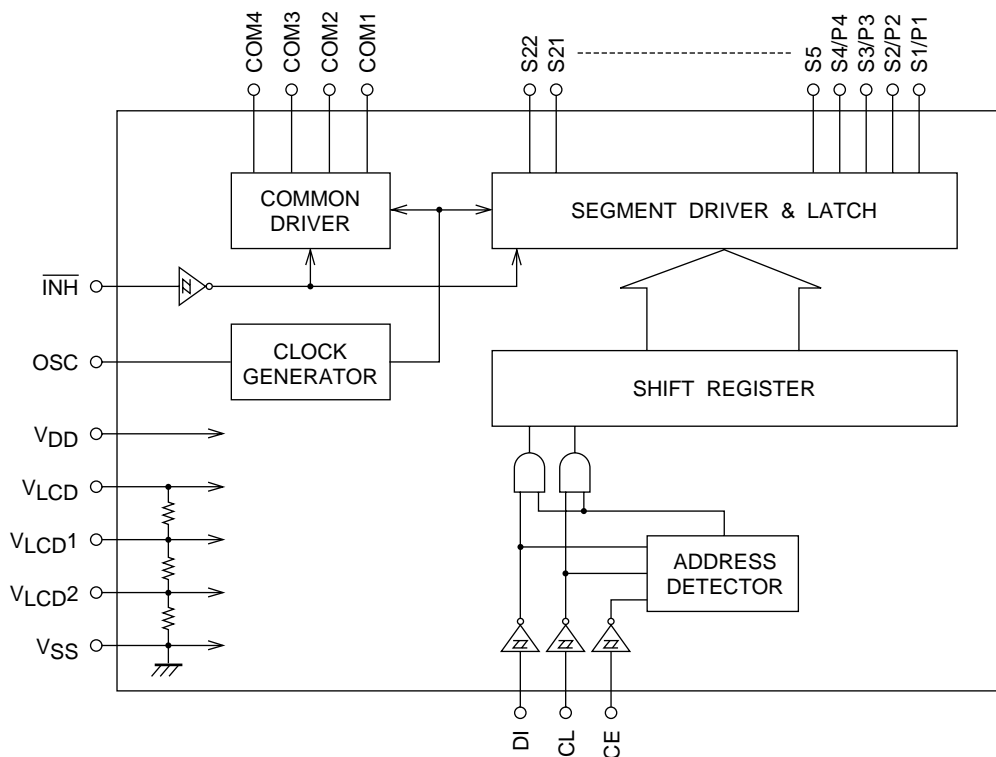 COM4
COM3
COM2
COM1
S22
S21
S5
S4/P4
S3/P3
S2/P2
S1/P1
COMMON
DRIVER
SEGMENT DRIVER & LATCH
INH
OSC
CLOCK
GENERATOR
SHIFT REGISTER
VDD
VLCD
VLCD1
VLCD2
VSS
ADDRESS
DETECTOR
DI
CL
CE